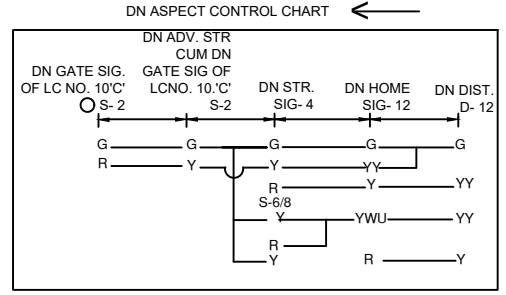 DN ASPECT CONTROL CHART
DN GATE SIG.
OF LC NO. 10'C'
S- 2
DN ADV. STR
CUM DN
GATE SIG OF
LCNO. 10.'C'
S-2
DN STR.
SIG- 4
DN HOME
SIG- 12
DN DIST.
D- 12
G G G G G
R Y Y YY
R Y YY
S-6/8
Y YWU YY
R
Y R Y